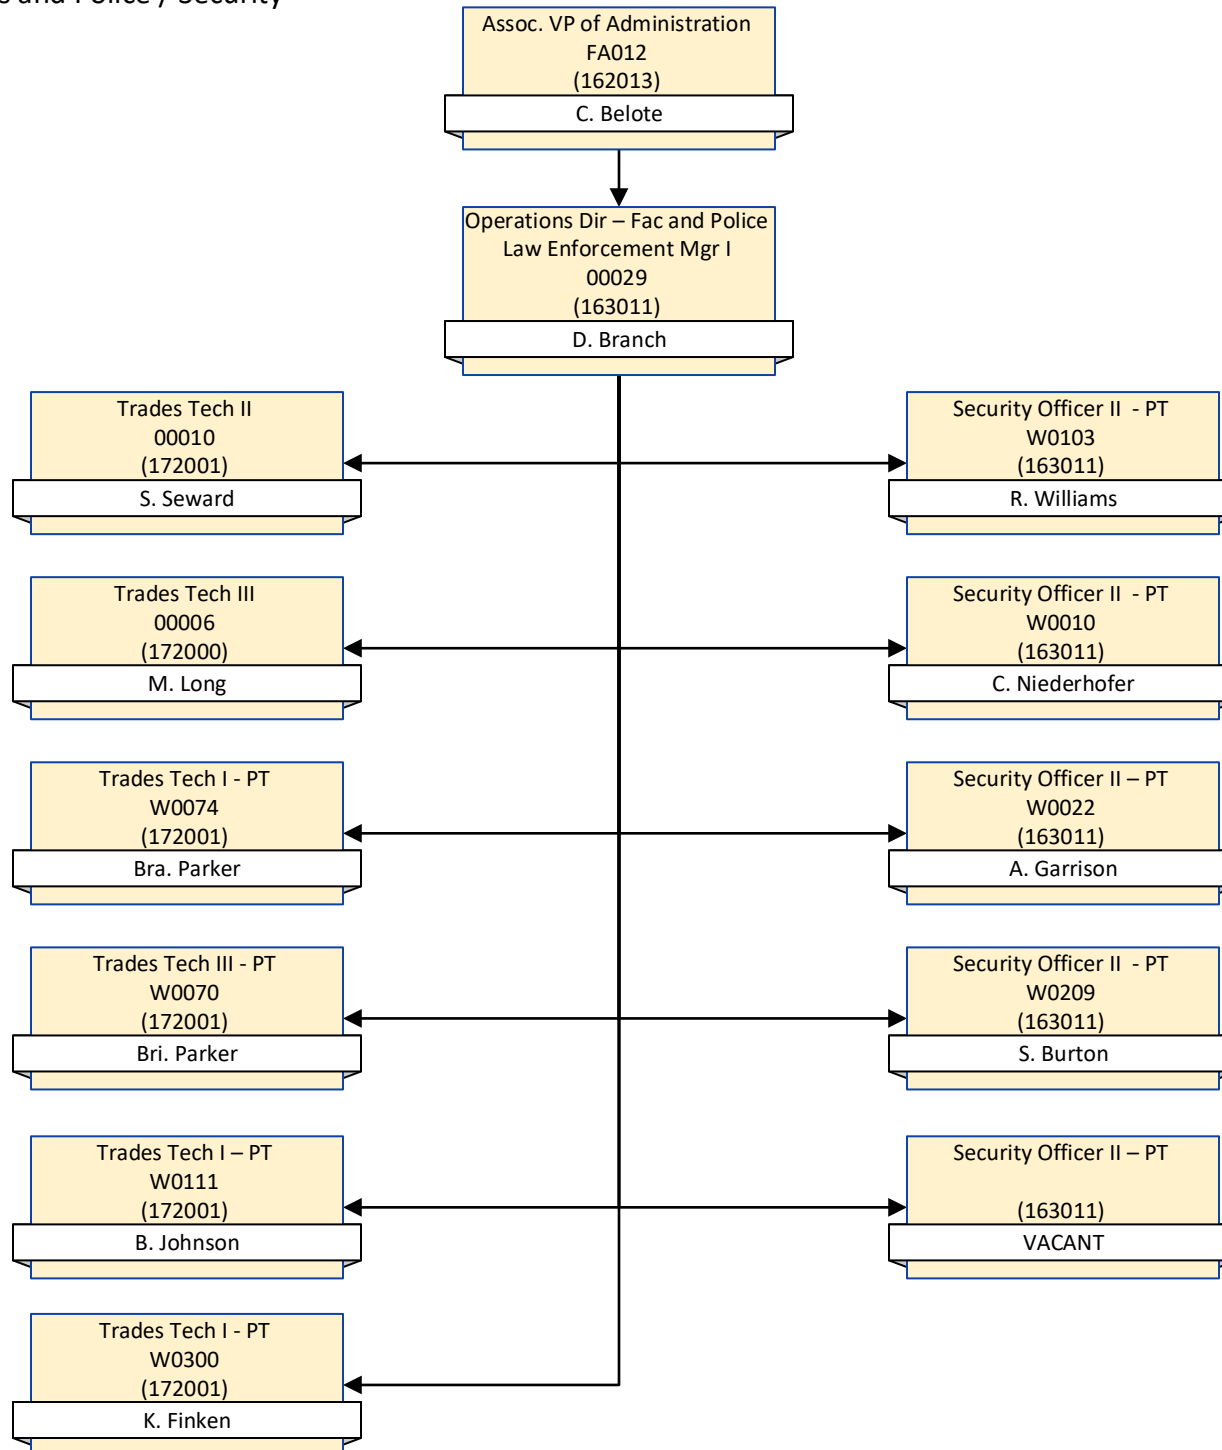 and Police / Security
Assoc. VP of Administration
FA012
(162013)
C. Belote
Operations Dir – Fac and Police
Law Enforcement Mgr I
00029
(163011)
D. Branch
Trades Tech II
00010
(172001)
S. Seward
Security Officer II  - PT
W0103
(163011)
R. Williams
Trades Tech III
00006
(172000)
M. Long
Security Officer II  - PT
W0010
(163011)
C. Niederhofer
Trades Tech I - PT
W0074
(172001)
Bra. Parker
Security Officer II – PT
W0022
(163011)
A. Garrison
Trades Tech III - PT
W0070
(172001)
Bri. Parker
Security Officer II  - PT
W0209
(163011)
S. Burton
Trades Tech I – PT
W0111
(172001)
B. Johnson
Security Officer II – PT
(163011)
VACANT
Trades Tech I - PT
W0300
(172001)
K. Finken